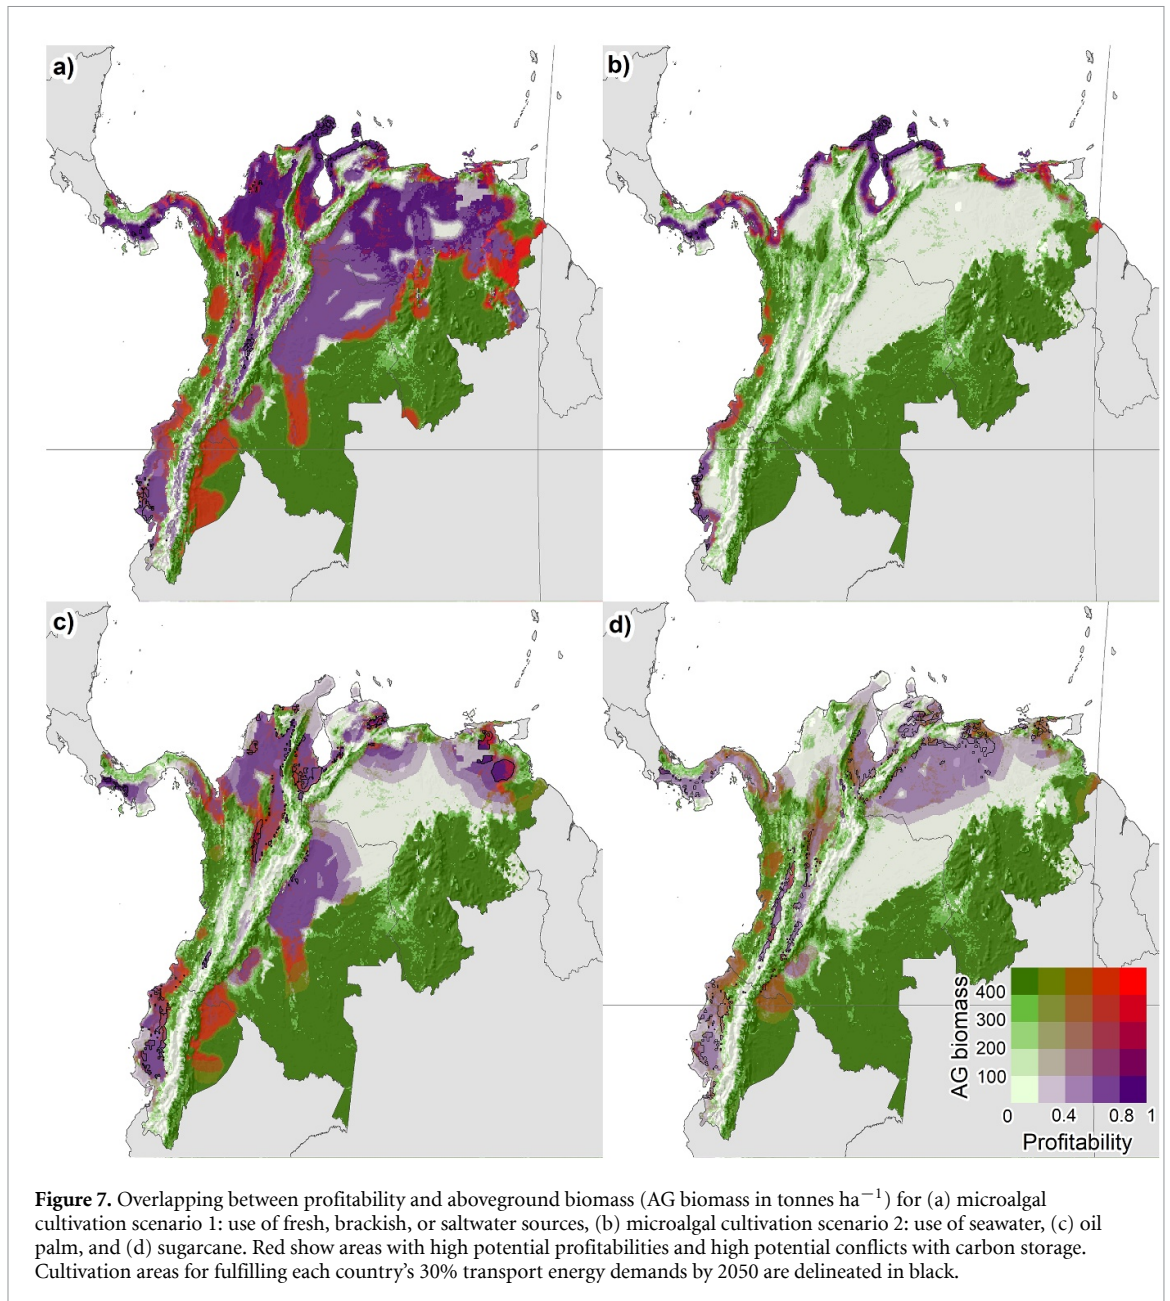 a)
b)
c)
d)
AG biomass
400
300
200
100
0
0.4
0.8
1
Profitability
Figure 7. Overlapping between profitability and aboveground biomass (AG biomass in tonnes ha−1) for (a) microalgal
cultivation scenario 1: use of fresh, brackish, or saltwater sources, (b) microalgal cultivation scenario 2: use of seawater, (c) oil
palm, and (d) sugarcane. Red show areas with high potential profitabilities and high potential conflicts with carbon storage.
Cultivation areas for fulfilling each country's 30% transport energy demands by 2050 are delineated in black.